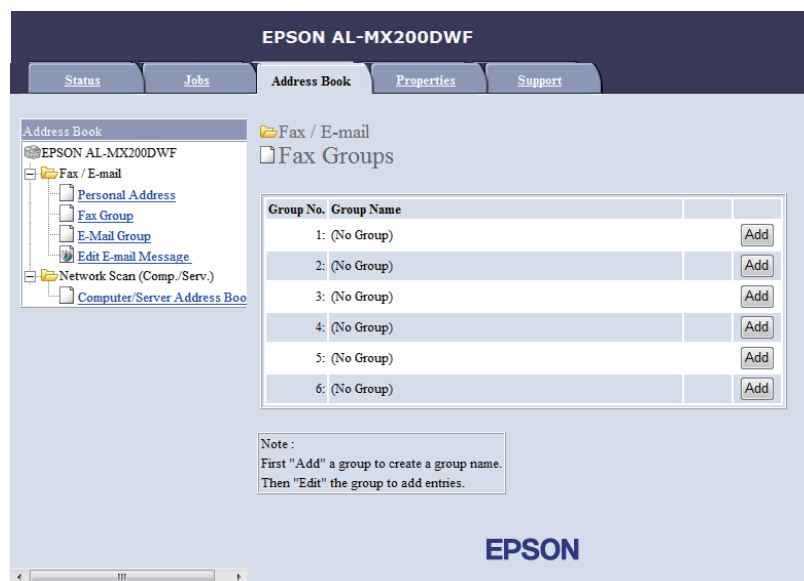 EPSON AL-MX200DWF
Status Jobs Address Book Properties Support
Address Book
EPSON AL-MX200DWF
Fax / E-mail
Personal Address
Fax Group
E-Mail Group
Edit E-mail Message
Network Scan (Comp./Serv.)
Computer/Server Address Boo
Fax / E-mail
Fax Groups
Group No. Group Name
1: (No Group) Add
2: (No Group) Add
3: (No Group) Add
4: (No Group) Add
5: (No Group) Add
6: (No Group) Add
Note :
First "Add" a group to create a group name.
Then "Edit" the group to add entries.
EPSON